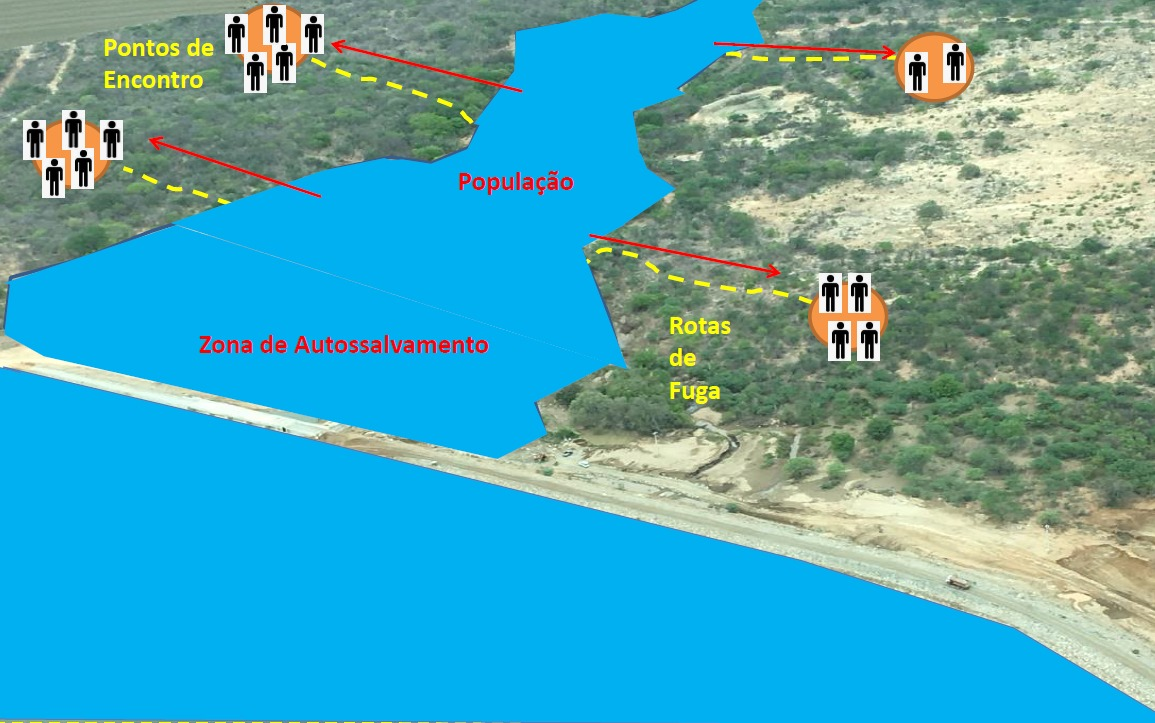 Pontos de
Encontro
População
Zona de Autossalvamento
Rotas
de
Fuga